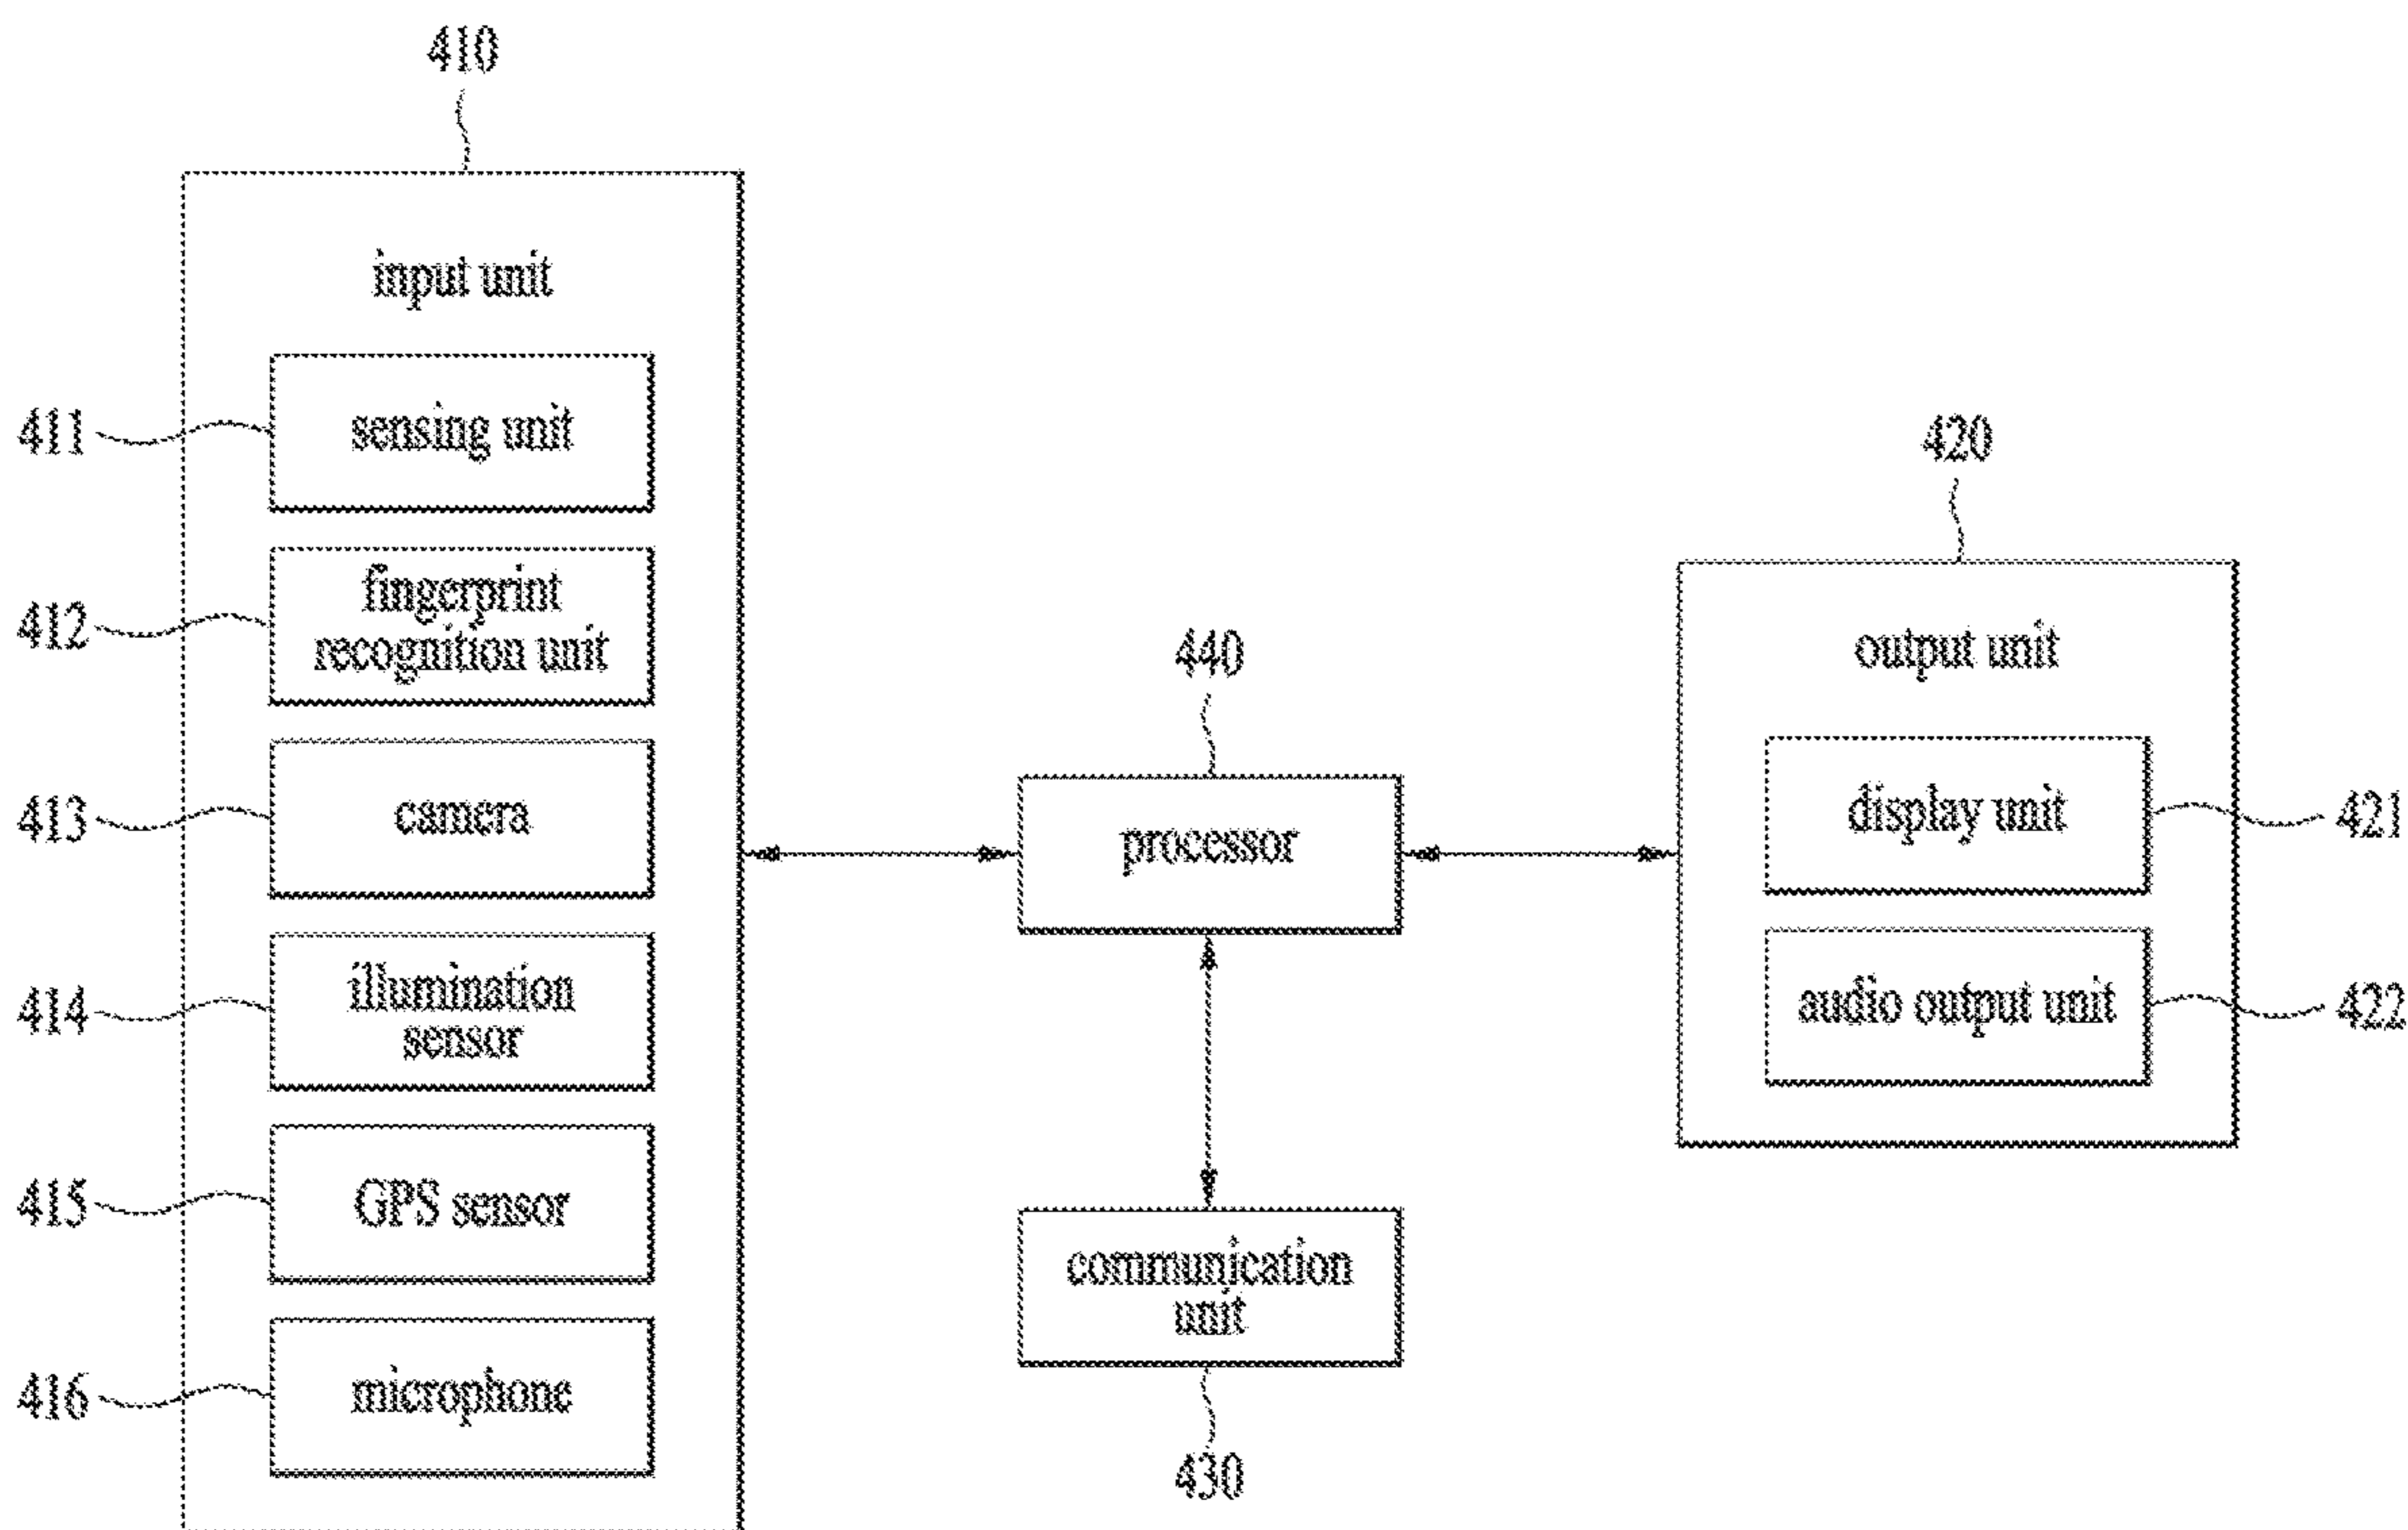 410
input unit
411
sensing unit
412
fingerprint
recognition unit
413
camera
414
illumination
sensor
415
GPS sensor
416
microphone
440
processor
communication
unit
430
420
output unit
display unit
421
audio output unit
422